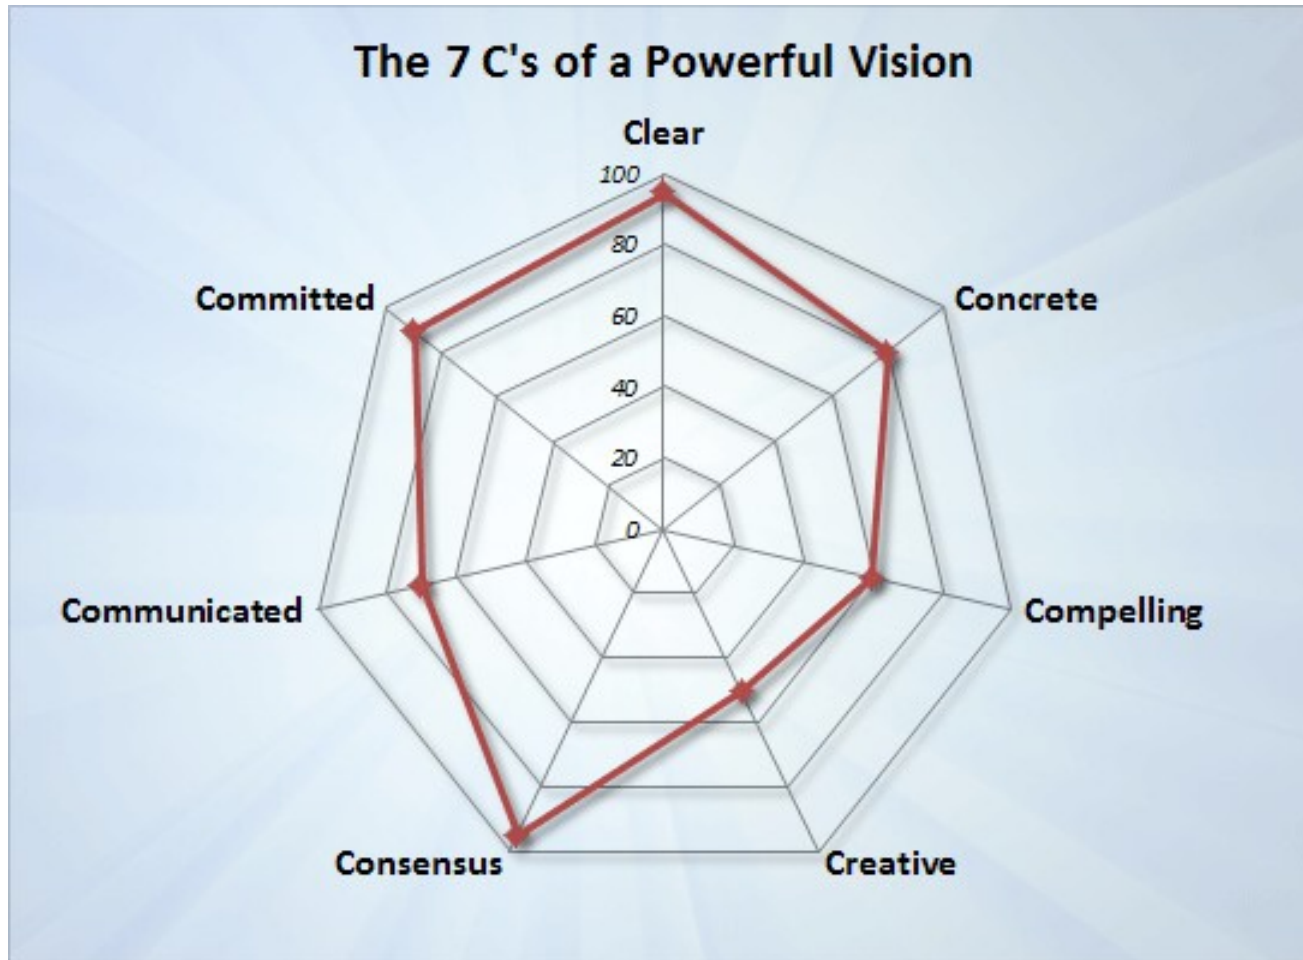 The 7 C's of a Powerful Vision
Clear
100
80
60
40
20
0
Committed
Concrete
Communicated
Compelling
Consensus
Creative